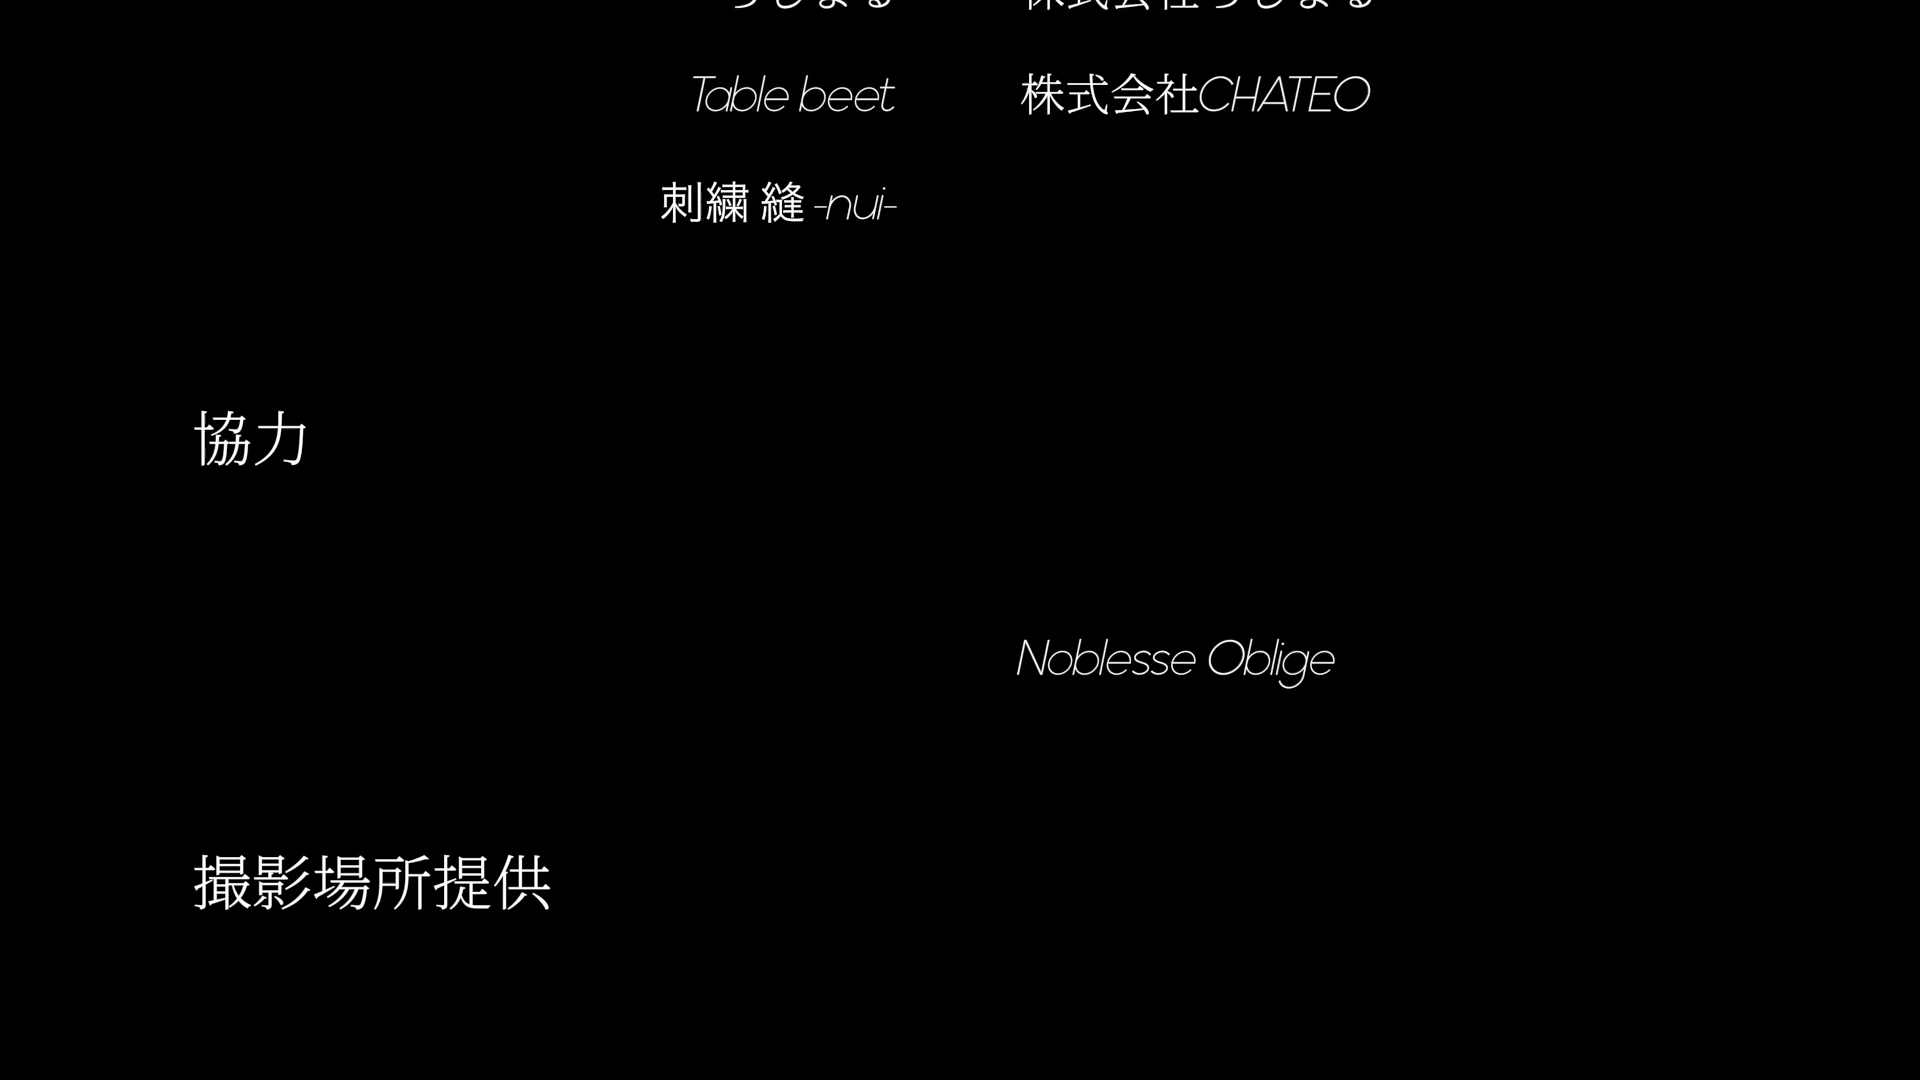 Table beet 株式会社CHATEO
刺繍 縫 -nui-
協力
Noblesse Oblige
撮影場所提供